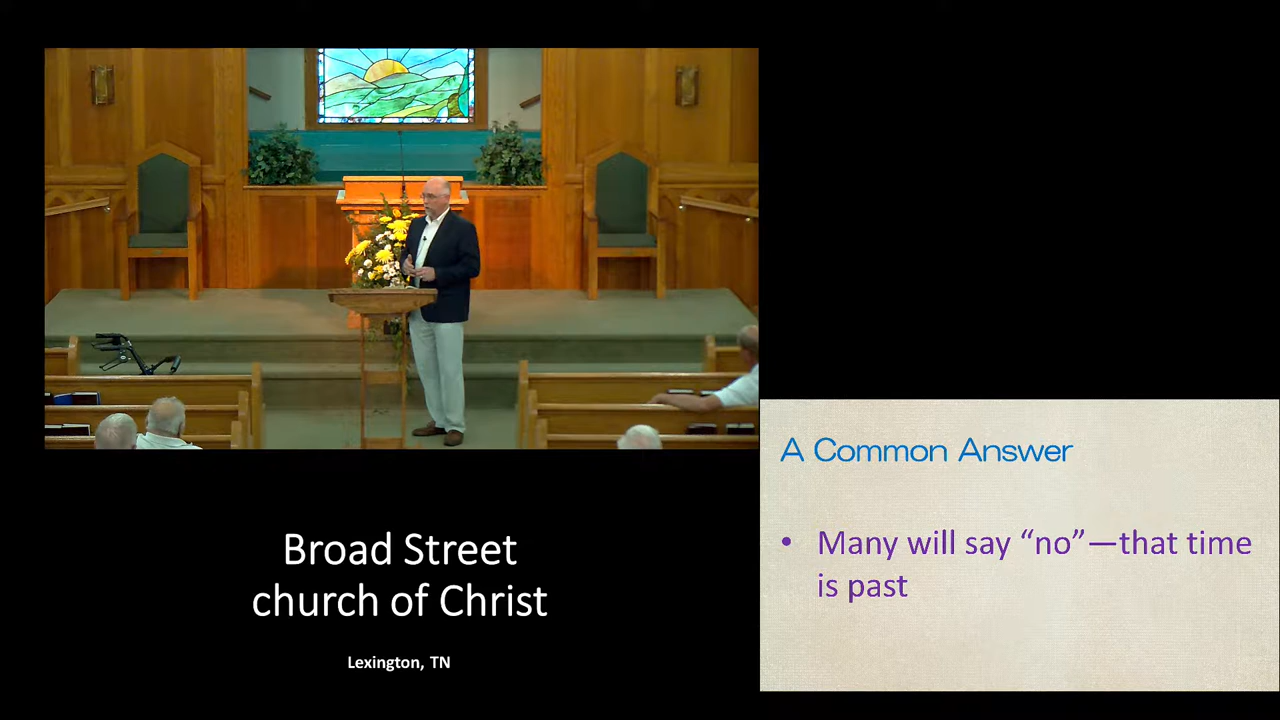 Broad Street
church of Christ
Lexington, TN
A Common Answer
• Many will say “no”—that time
is past